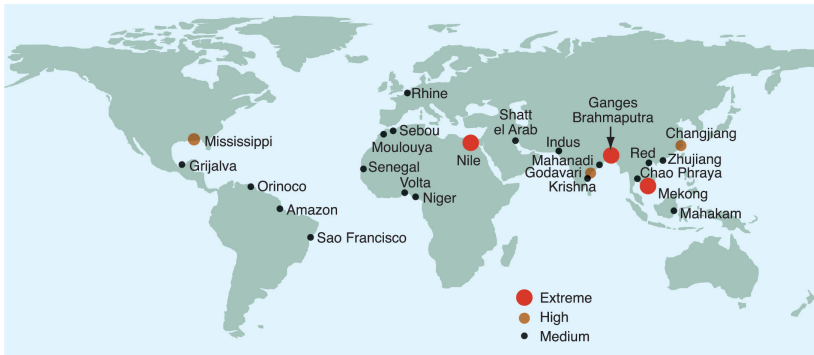 Rhine
Ganges
Brahmaputra
Shatt
el Arab
Changjiang
Sebou
Mississippi
Moulouya
Indus
Red
Nile
Mahanadi
Zhujiang
Grijalva
Senegal
Godavari
Chao Phraya
Orinoco
Volta
Krishna
Mekong
Niger
Amazon
Mahakam
Sao Francisco
Extreme
High
Medium